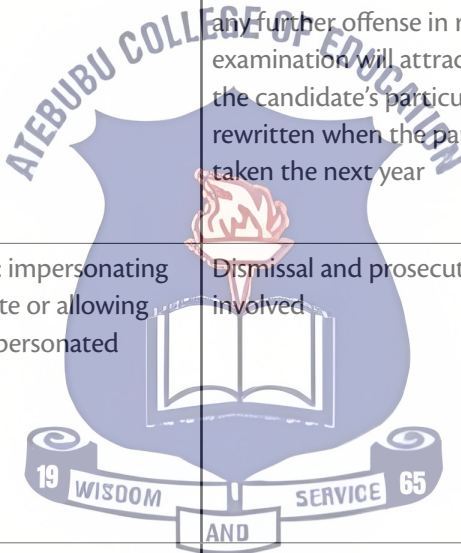 any further offense in
examination will attrac
the candidate's particu
rewritten when the pa
taken the next year
: impersonating
te or allowing
personated
Dismissal and prosecut
involved
ATEBUBU COLLEGE OF EDUCATION
19 65
WISDOM AND SERVICE